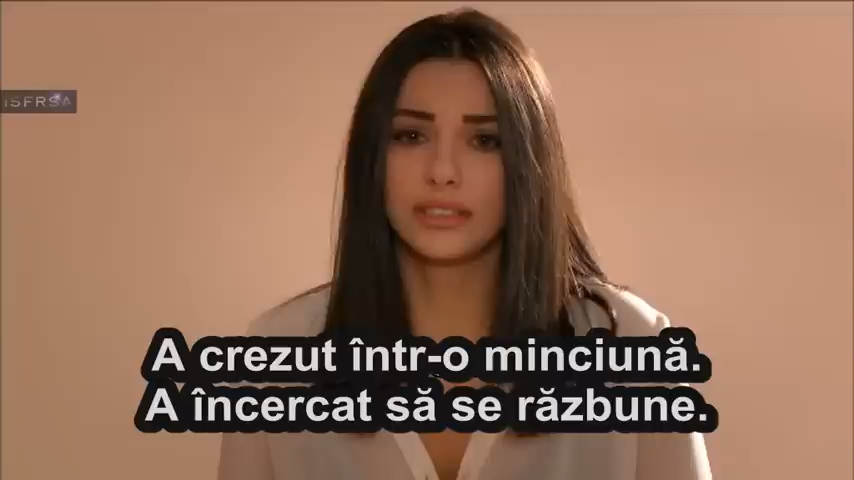 ISFRSA
A crezut într-o minciună.
A încercat să se răzbune.